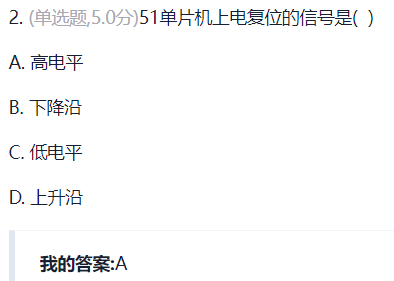 2. (单选题,5.0分)51单片机上电复位的信号是(  )
A. 高电平
B. 下降沿
C. 低电平
D. 上升沿
我的答案:A